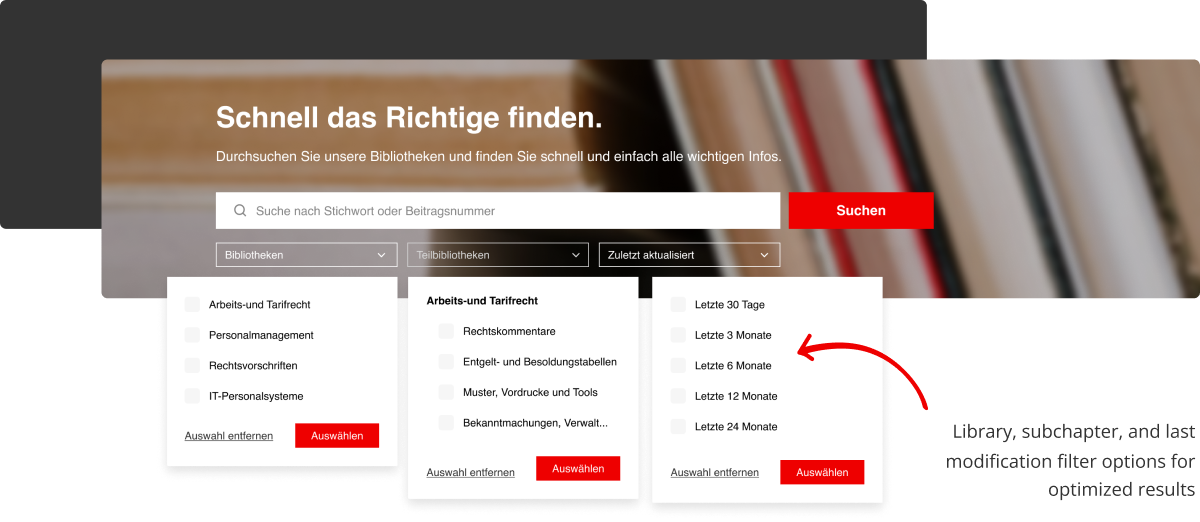 Schnell das Richtige finden.
Durchsuchen Sie unsere Bibliotheken und finden Sie schnell und einfach alle wichtigen Infos.
Suche nach Stichwort oder Beitragsnummer
Suchen
Bibliotheken
Teilbibliotheken
Zuletzt aktualisiert
Arbeits-und Tarifrecht
Personalmanagement
Rechtsvorschriften
IT-Personalsysteme
Auswahl entfernen
Auswählen
Arbeits-und Tarifrecht
Rechtskommentare
Entgelt- und Besoldungstabellen
Muster, Vordrucke und Tools
Bekanntmachungen, Verwalt...
Auswahl entfernen
Auswählen
Letzte 30 Tage
Letzte 3 Monate
Letzte 6 Monate
Letzte 12 Monate
Letzte 24 Monate
Auswahl entfernen
Auswählen
Library, subchapter, and last
modification filter options for
optimized results